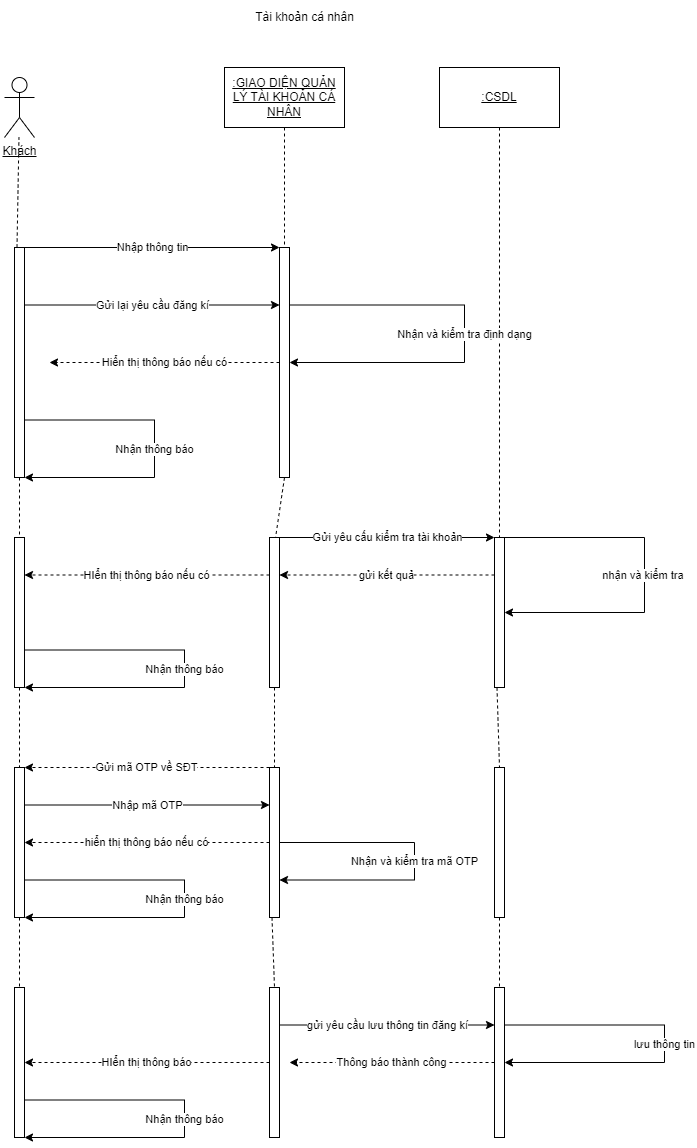 Tài khoản cá nhân
:GIAO DIỆN QUẢN
LÝ TÀI KHOẢN CÁ
NHÂN
:CSDL
Khách
Nhập thông tin
Gửi lại yêu cầu đăng kí
Nhận và kiểm tra định dạng
Hiển thị thông báo nếu có
Nhận thông báo
Gửi yêu cầu kiểm tra tài khoản
HIển thị thông báo nếu có
gửi kết quả
nhận và kiểm tra
Nhận thông báo
Gửi mã OTP về SĐT
Nhập mã OTP
hiển thị thông báo nếu có
Nhận và kiểm tra mã OTP
Nhận thông báo
gửi yêu cầu lưu thông tin đăng kí
lưu thông tin
HIển thị thông báo
Thông báo thành công
Nhận thông báo